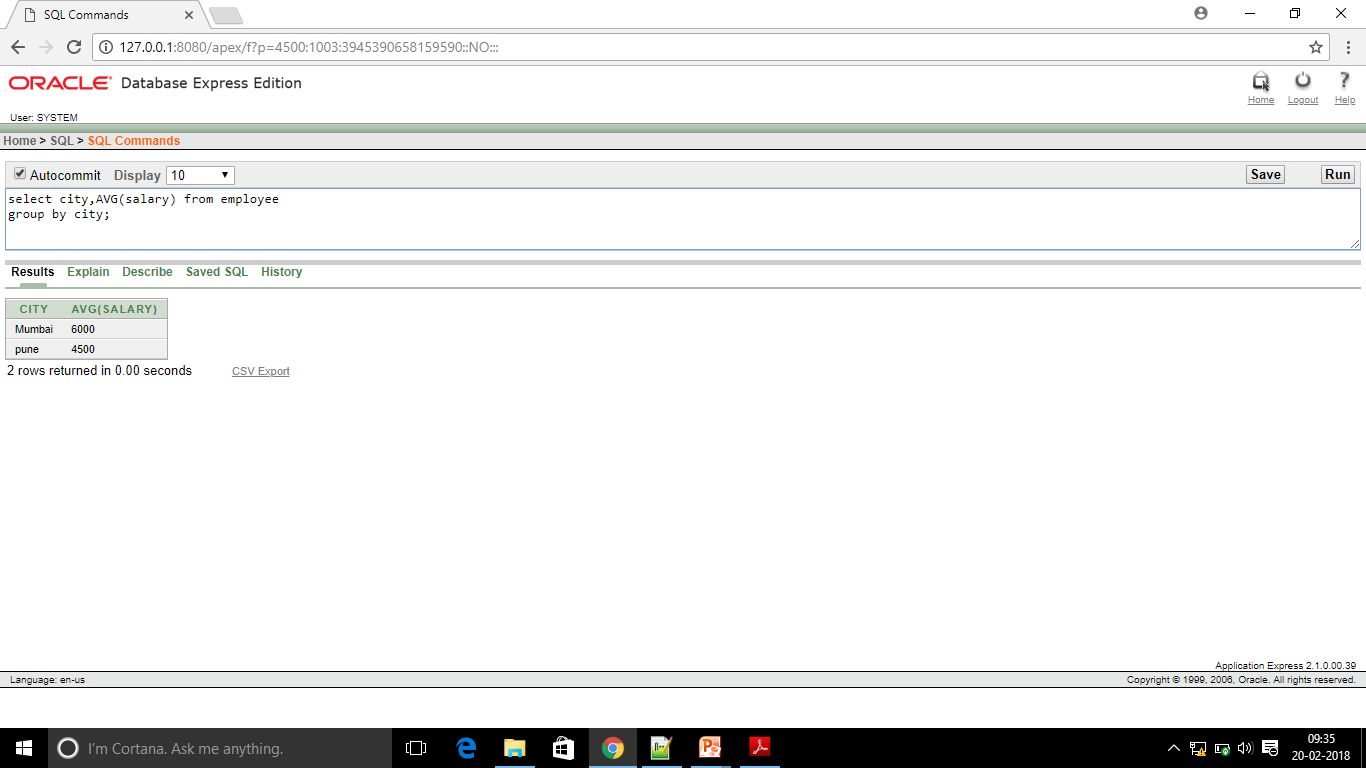 SQL Commands
127.0.0.1:8080/apex/f?p=4500:1003:3945390658159590::NO:::
ORACLE Database Express Edition
Home Logout Help
User: SYSTEM
Home > SQL > SQL Commands
Autocommit Display 10 Save Run
select city,AVG(salary) from employee
group by city;
Results Explain Describe Saved SQL History
CITY AVG(SALARY)
Mumbai 6000
pune 4500
2 rows returned in 0.00 seconds CSV Export
Application Express 2.1.0.00.39
Language: en-us Copyright © 1999, 2006, Oracle. All rights reserved.
I'm Cortana. Ask me anything.
09:35
20-02-2018